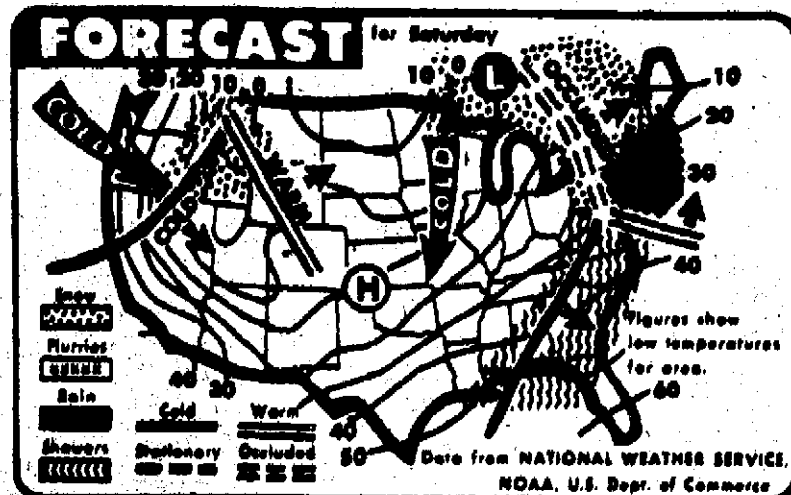 FORECAST
for Saturday
30 20 10 0
10 0
L
10
20
30
40
60
COLD
COLD
COLD
WARM
OCCLUDED
H
Snow
Flurries
Rain
Showers
40 20
40
50
Cold
Warm
Stationary
Occluded
Figures show
low temperatures
for area.
Data from NATIONAL WEATHER SERVICE,
NOAA, U.S. Dept. of Commerce